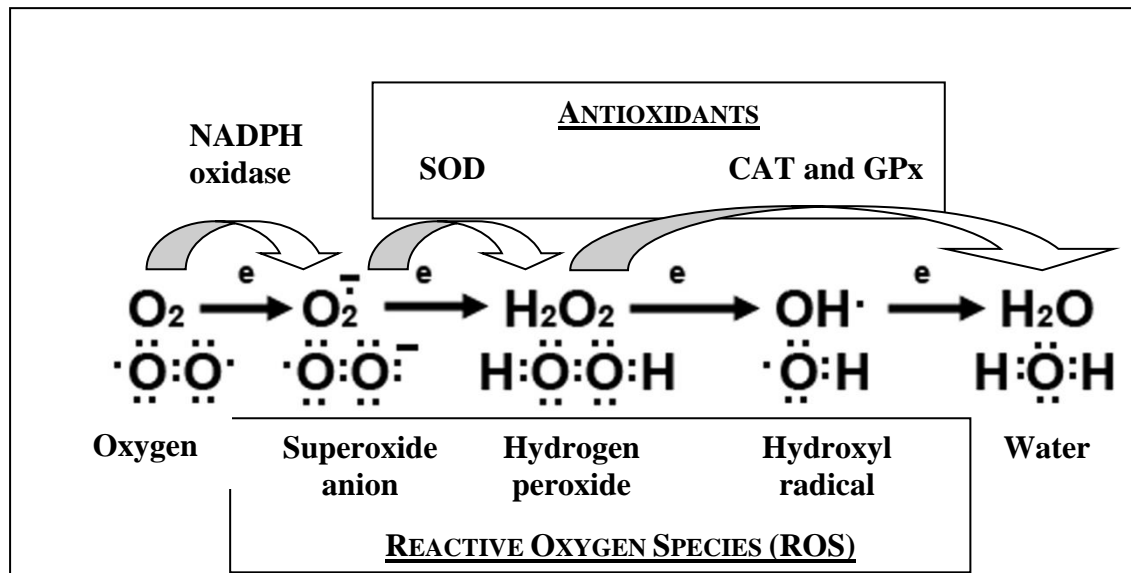 ANTIOXIDANTS
NADPH
oxidase
SOD
CAT and GPx
e e e e
O₂ O₂•⁻ H₂O₂ OH· H₂O
·Ö:Ö· ·Ö:Ö:⁻ H:Ö:Ö:H ·Ö:H H:Ö:H
Oxygen
Superoxide
anion
Hydrogen
peroxide
Hydroxyl
radical
Water
REACTIVE OXYGEN SPECIES (ROS)